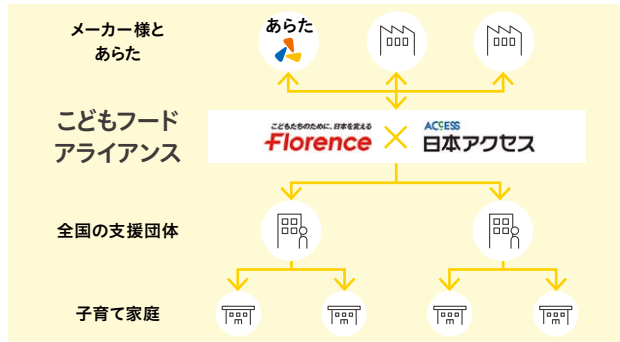 メーカー様と
あらた
あらた
こどもフード
アライアンス
こどもたちのために、日本を変える
Florence
×
ACCESS
日本アクセス
全国の支援団体
子育て家庭